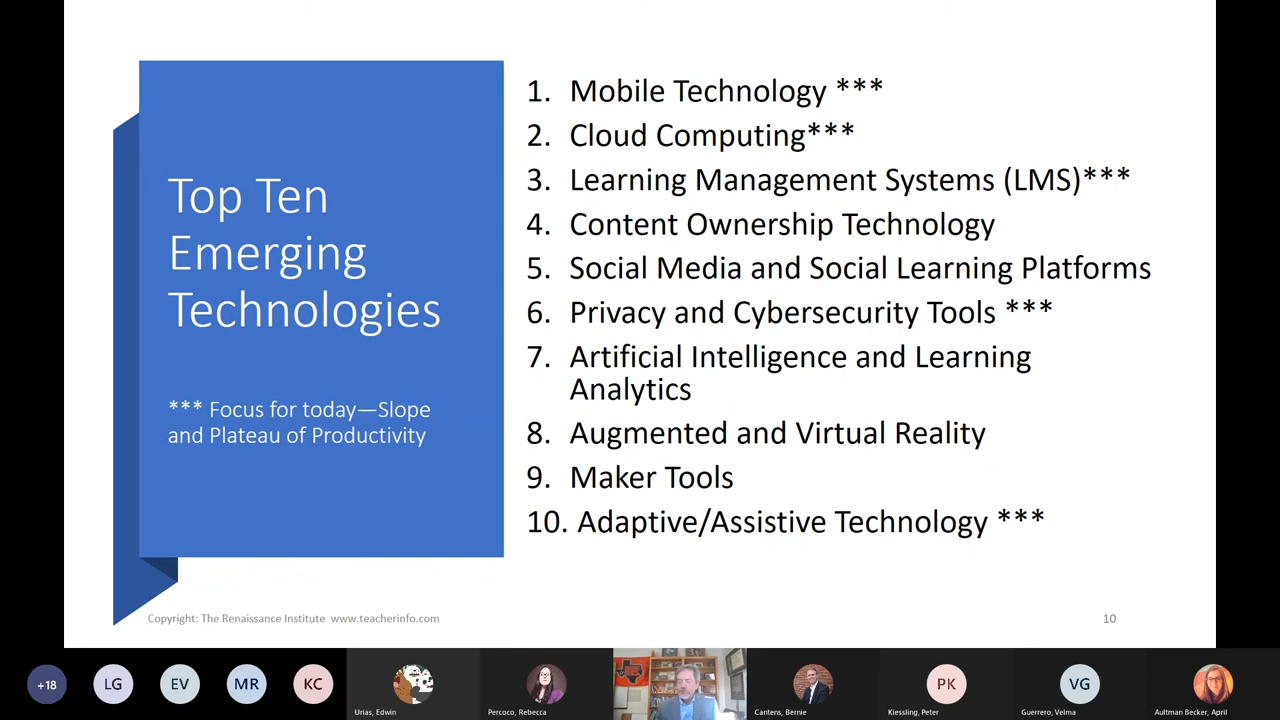 Top Ten
Emerging
Technologies
*** Focus for today—Slope
and Plateau of Productivity
1. Mobile Technology ***
2. Cloud Computing***
3. Learning Management Systems (LMS)***
4. Content Ownership Technology
5. Social Media and Social Learning Platforms
6. Privacy and Cybersecurity Tools ***
7. Artificial Intelligence and Learning
Analytics
8. Augmented and Virtual Reality
9. Maker Tools
10. Adaptive/Assistive Technology ***
Copyright: The Renaissance Institute www.teacherinfo.com
10
+18
LG
EV
MR
KC
PK
VG
Urias, Edwin
Percoco, Rebecca
Cantens, Bernie
Kiessling, Peter
Guerrero, Velma
Aultman Becker, April